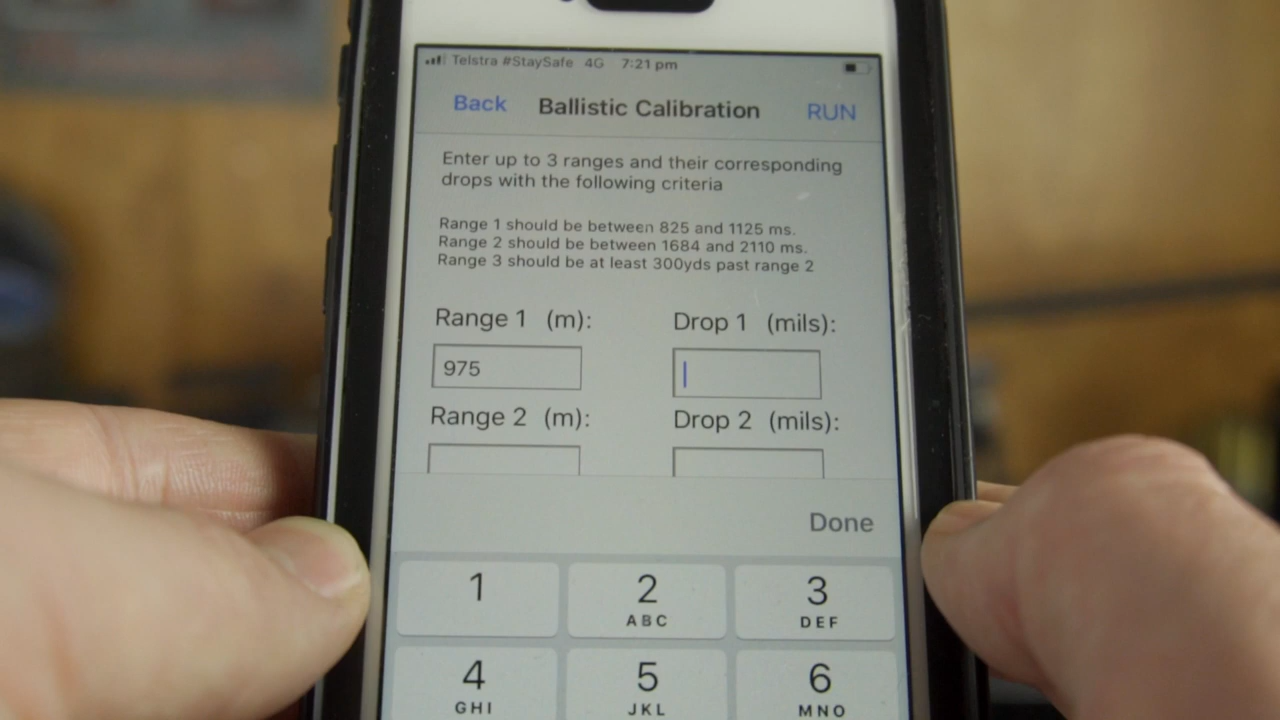 Telstra #StaySafe 4G 7:21 pm
Back Ballistic Calibration RUN
Enter up to 3 ranges and their corresponding
drops with the following criteria
Range 1 should be between 825 and 1125 ms.
Range 2 should be between 1684 and 2110 ms.
Range 3 should be at least 300yds past range 2
Range 1 (m): Drop 1 (mils):
975
Range 2 (m): Drop 2 (mils):
Done
1 2 3
ABC DEF
4 5 6
GHI JKL MNO